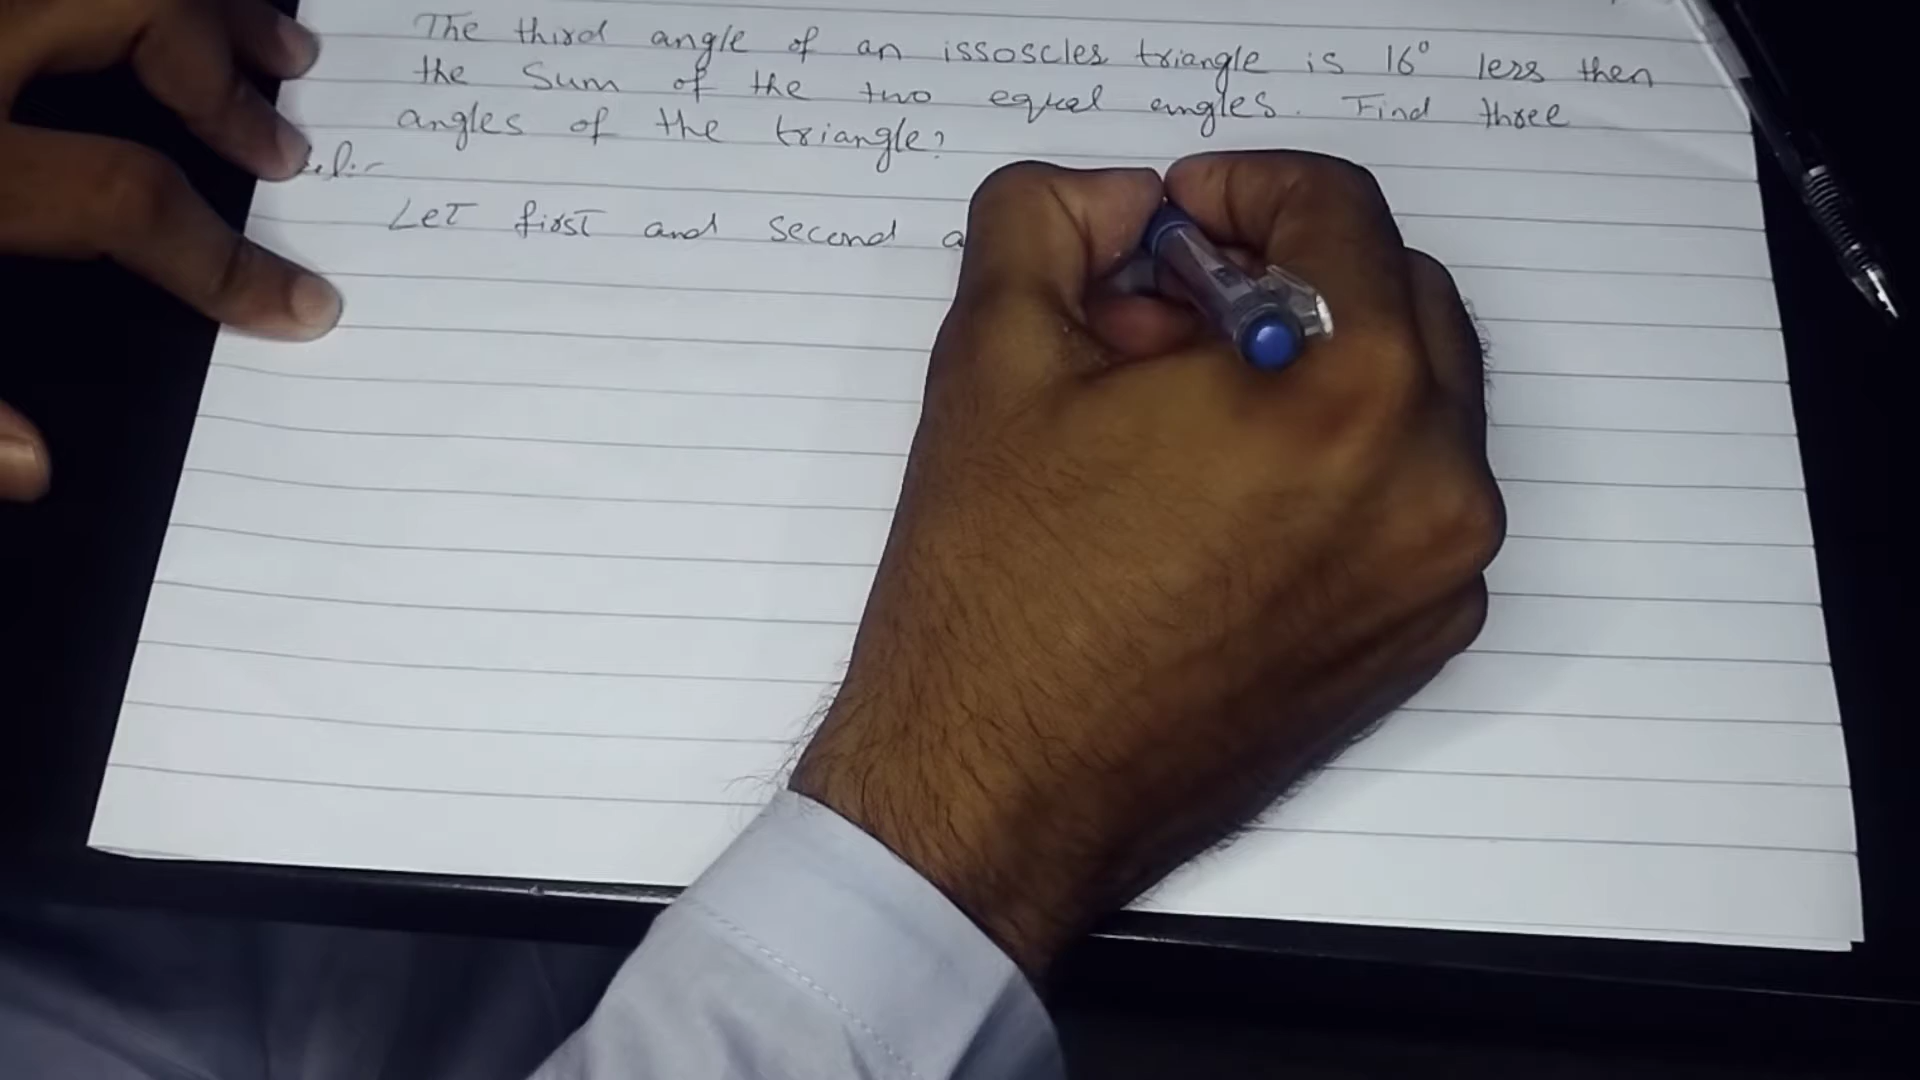 The third angle of an issoscles triangle is 16° less then
the Sum of the two equal angles. Find three
angles of the triangle?
Let first and second a